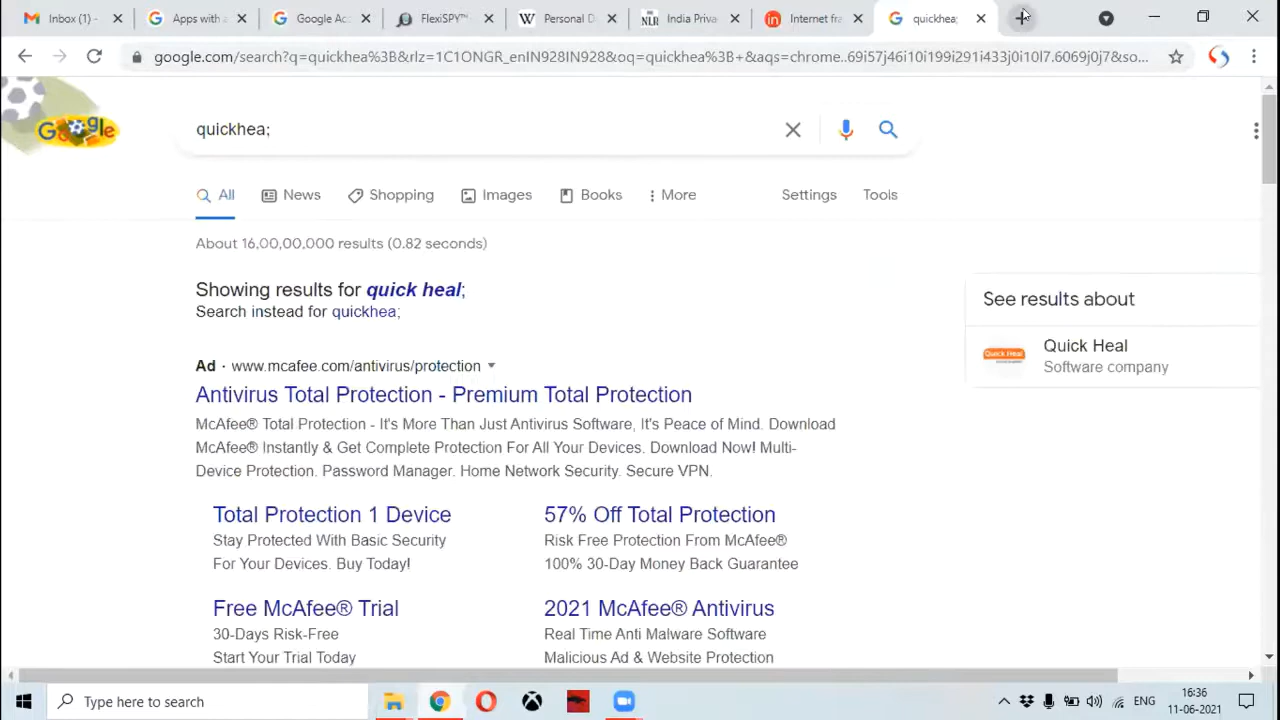 Inbox (1) -
Apps with a
Google Ac
FlexiSPY™
Personal D
India Priva
Internet fra
quickhea;
google.com/search?q=quickhea%3B&rlz=1C1ONGR_enIN928IN928&oq=quickhea%3B+&aqs=chrome..69i57j46i10i199i291i433j0i10l7.6069j0j7&so...
Google
quickhea;
All
News
Shopping
Images
Books
More
Settings
Tools
About 16,00,00,000 results (0.82 seconds)
Showing results for quick heal;
Search instead for quickhea;
See results about
Quick Heal
Quick Heal
Software company
Ad · www.mcafee.com/antivirus/protection
Antivirus Total Protection - Premium Total Protection
McAfee® Total Protection - It's More Than Just Antivirus Software, It's Peace of Mind. Download
McAfee® Instantly & Get Complete Protection For All Your Devices. Download Now! Multi-
Device Protection. Password Manager. Home Network Security. Secure VPN.
Total Protection 1 Device
Stay Protected With Basic Security
For Your Devices. Buy Today!
57% Off Total Protection
Risk Free Protection From McAfee®
100% 30-Day Money Back Guarantee
Free McAfee® Trial
30-Days Risk-Free
Start Your Trial Today
2021 McAfee® Antivirus
Real Time Anti Malware Software
Malicious Ad & Website Protection
Type here to search
ENG
16:36
11-06-2021